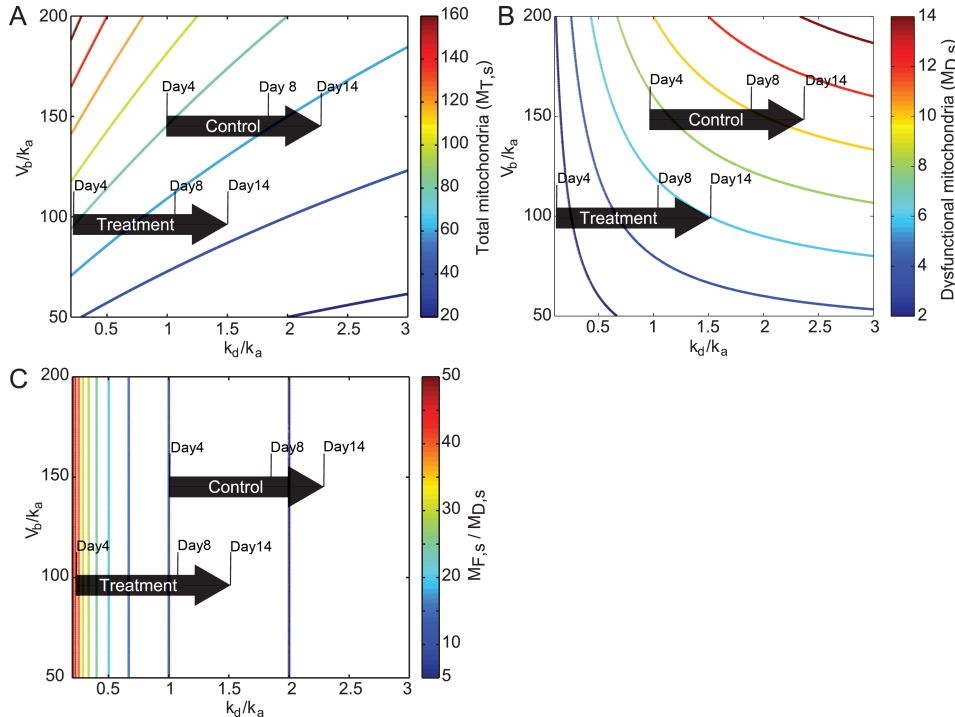 A
200
150
100
50
V_b/k_a
Day4
Day 8
Day14
Control
Day4
Day8
Day14
Treatment
0.5
1
1.5
2
2.5
3
k_d/k_a
160
140
120
100
80
60
40
20
Total mitochondria (M_T,s)
B
200
150
100
50
V_b/k_a
Day4
Day8
Day14
Control
Day4
Day8
Day14
Treatment
0.5
1
1.5
2
2.5
3
k_d/k_a
14
12
10
8
6
4
2
Dysfunctional mitochondria (M_D,s)
C
200
150
100
50
V_b/k_a
Day4
Day8
Day14
Control
Day4
Day8
Day14
Treatment
0.5
1
1.5
2
2.5
3
k_d/k_a
50
40
30
20
10
5
M_F,s / M_D,s